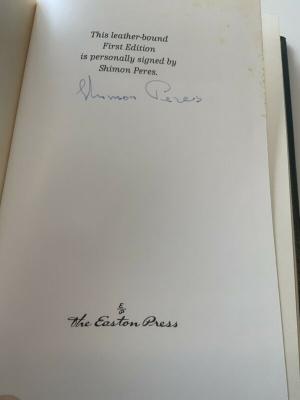 This leather-bound
First Edition
is personally signed by
Shimon Peres.
Shimon Peres
E
P
The Easton Press